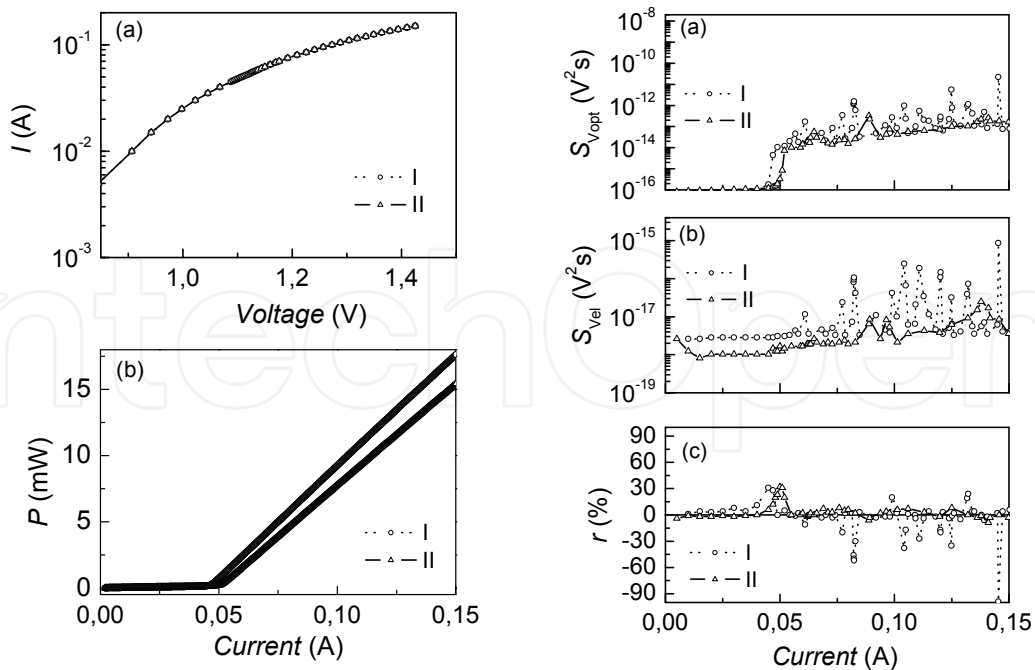 (a)
10⁻¹
10⁻²
10⁻³
I (A)
I
II
1,0
1,2
1,4
Voltage (V)
(b)
15
10
5
0
P (mW)
I
II
0,00
0,05
0,10
0,15
Current (A)
(a)
10⁻⁸
10⁻¹⁰
10⁻¹²
10⁻¹⁴
10⁻¹⁶
S_Vopt (V²s)
I
II
(b)
10⁻¹⁵
10⁻¹⁷
10⁻¹⁹
S_Vel (V²s)
I
II
(c)
90
60
30
0
-30
-60
-90
r (%)
I
II
0,00
0,05
0,10
0,15
Current (A)
ntechOpen